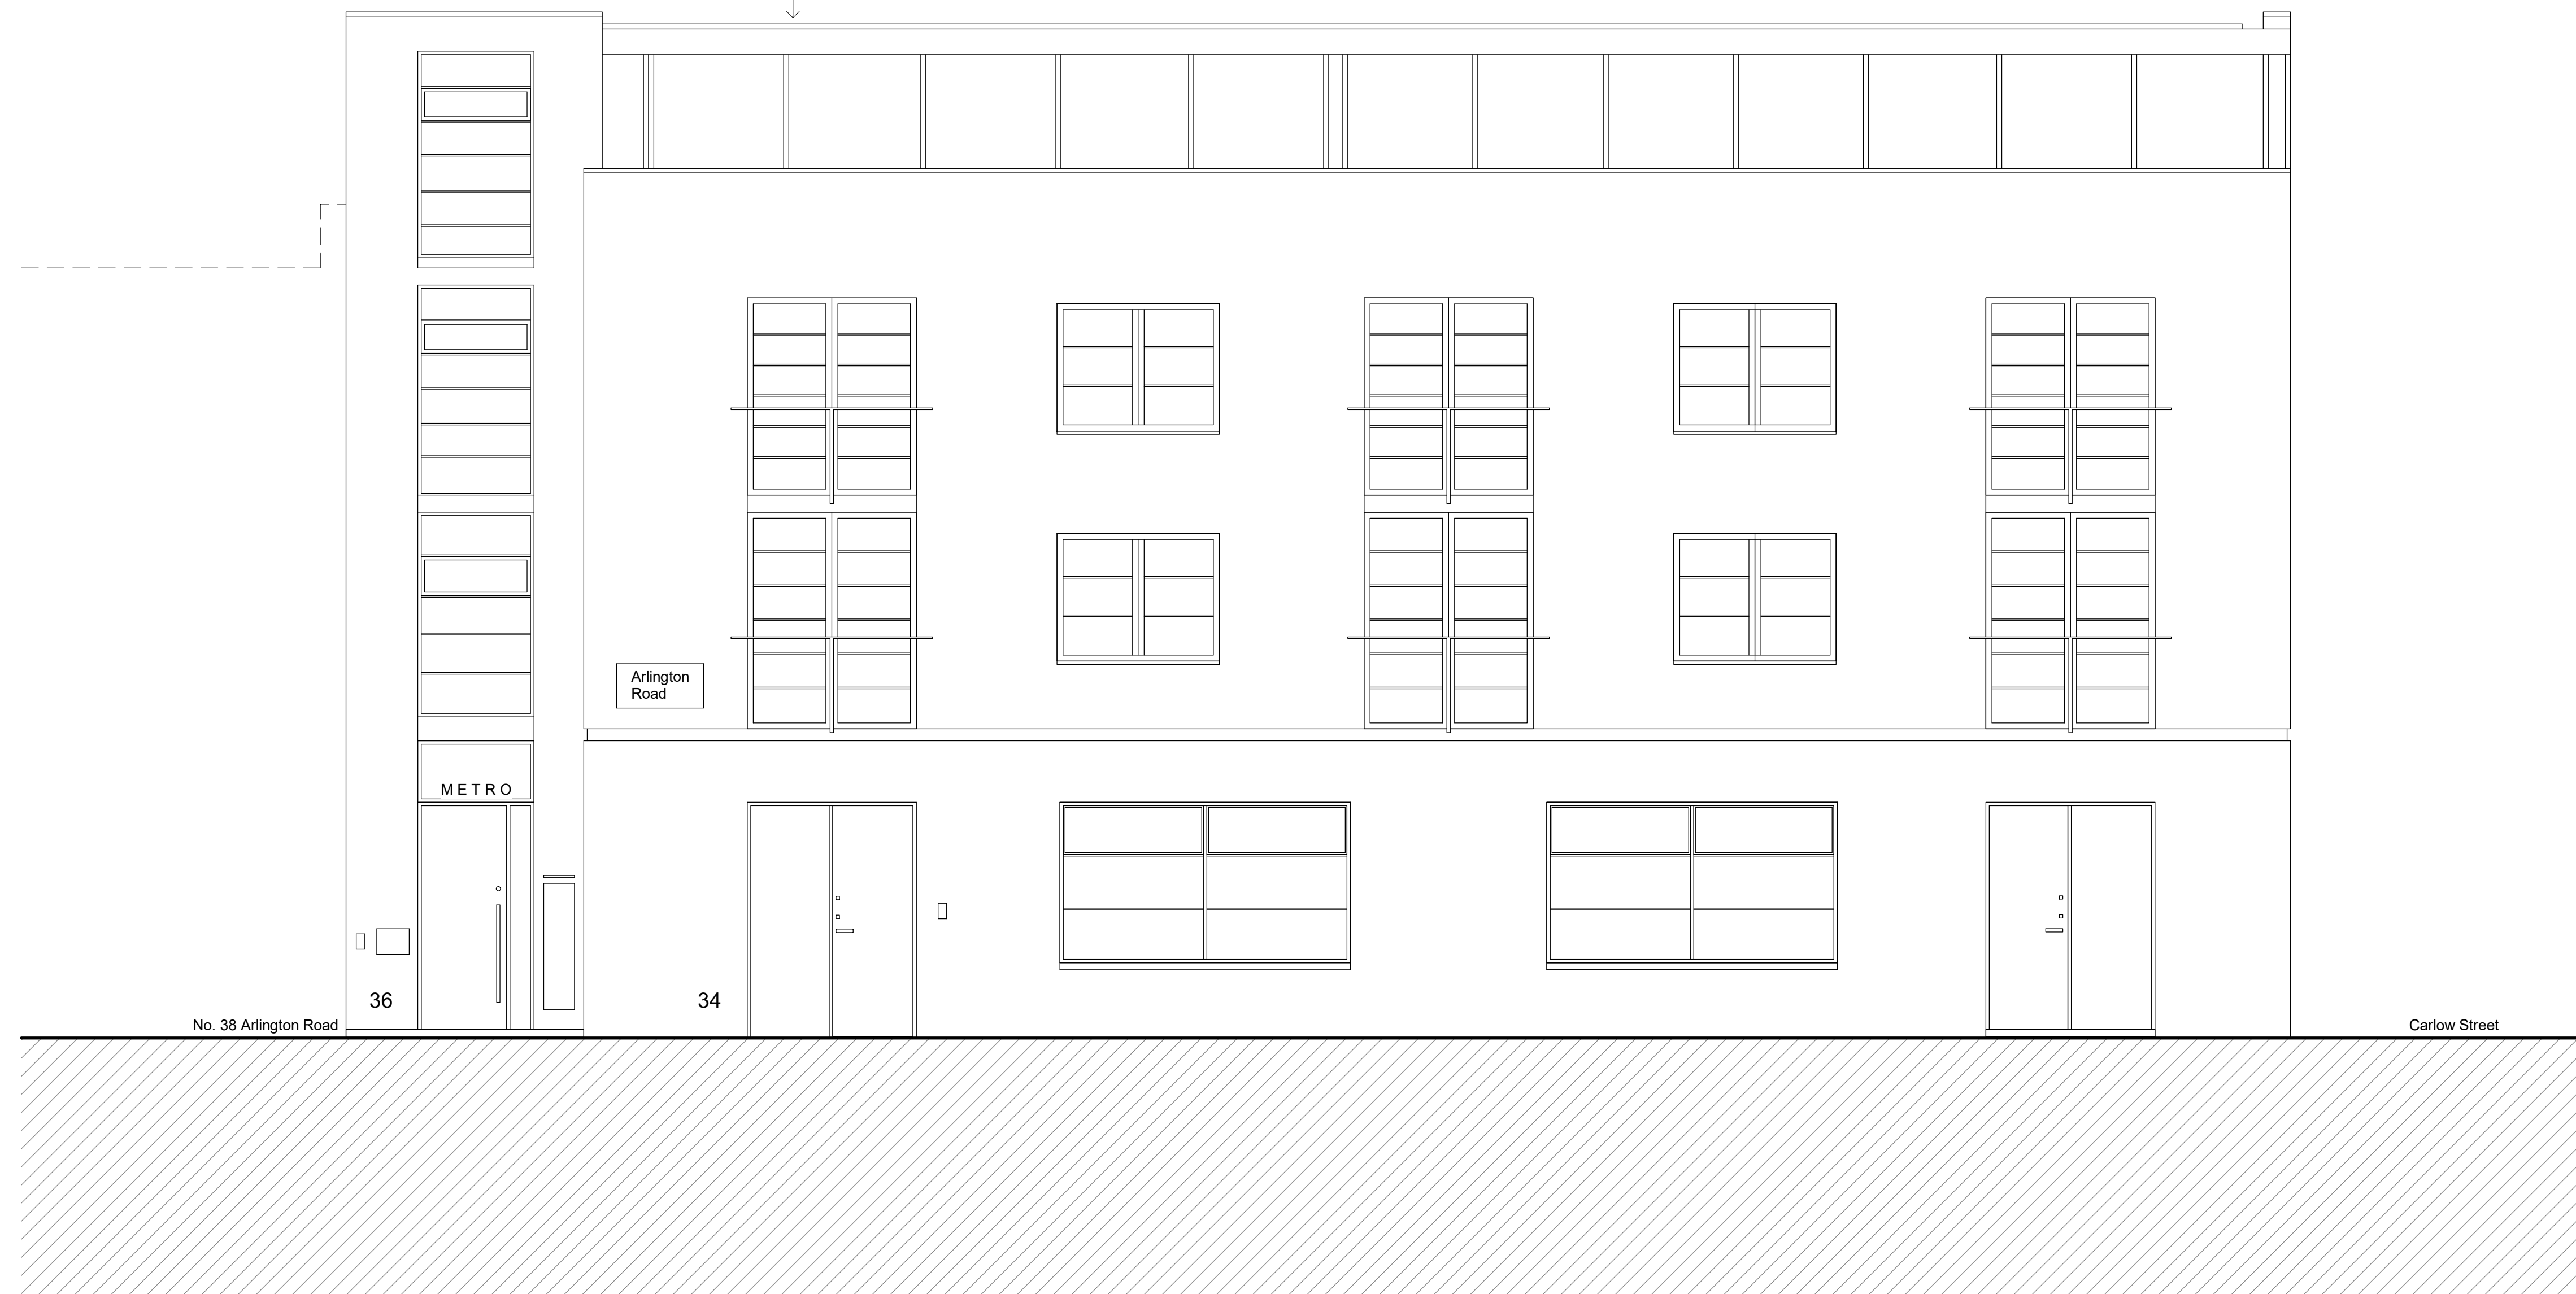 Arlington
Road
METRO
36
34
No. 38 Arlington Road
Carlow Street